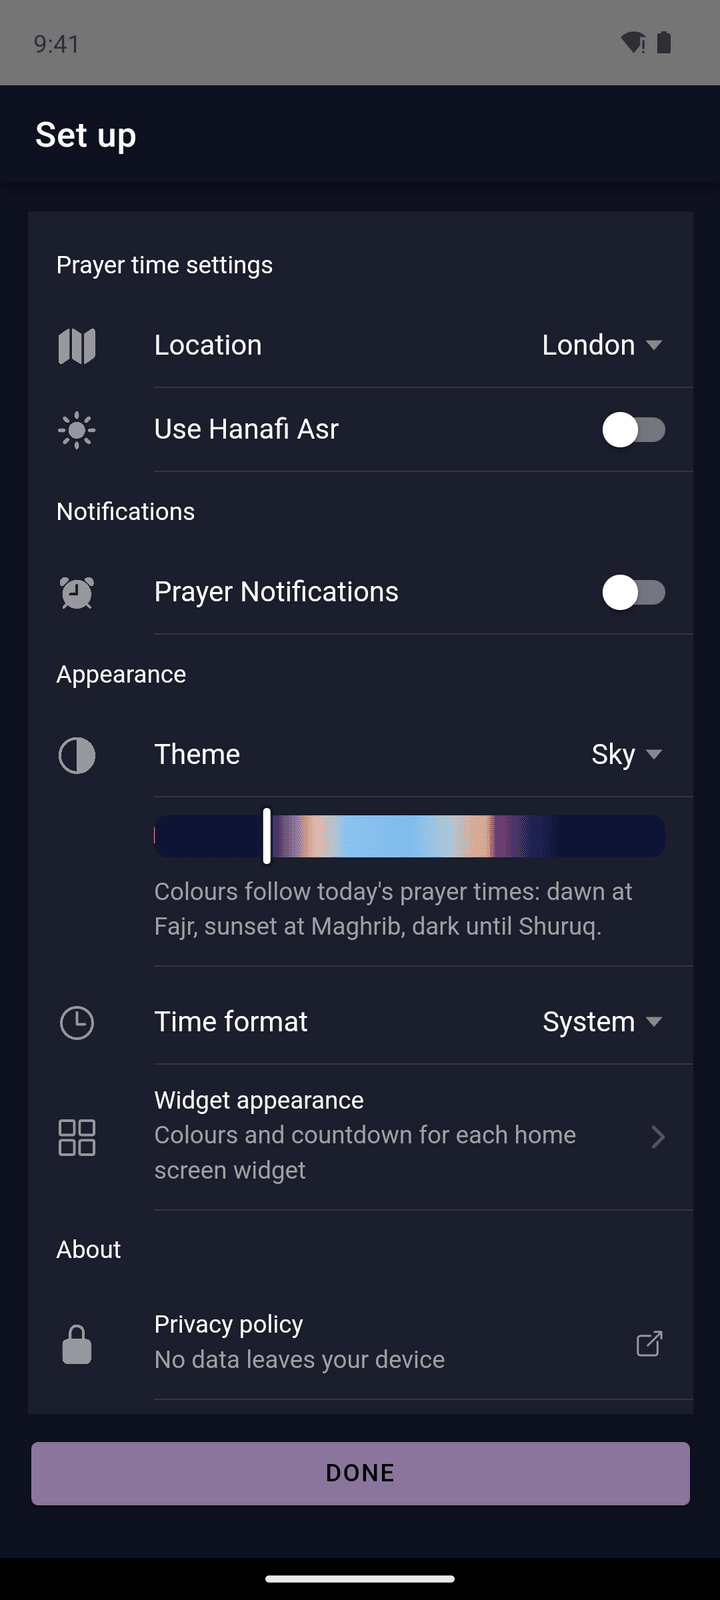 9:41
Set up
Prayer time settings
Location
London
Use Hanafi Asr
Notifications
Prayer Notifications
Appearance
Theme
Sky
Colours follow today's prayer times: dawn at
Fajr, sunset at Maghrib, dark until Shuruq.
Time format
System
Widget appearance
Colours and countdown for each home
screen widget
About
Privacy policy
No data leaves your device
DONE